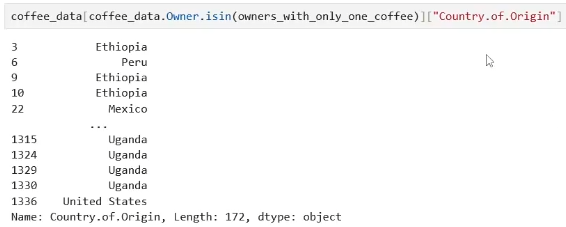 coffee_data[coffee_data.Owner.isin(owners_with_only_one_coffee)]["Country.of.Origin"]
3 Ethiopia
6 Peru
9 Ethiopia
10 Ethiopia
22 Mexico
...
1315 Uganda
1324 Uganda
1329 Uganda
1330 Uganda
1336 United States
Name: Country.of.Origin, Length: 172, dtype: object